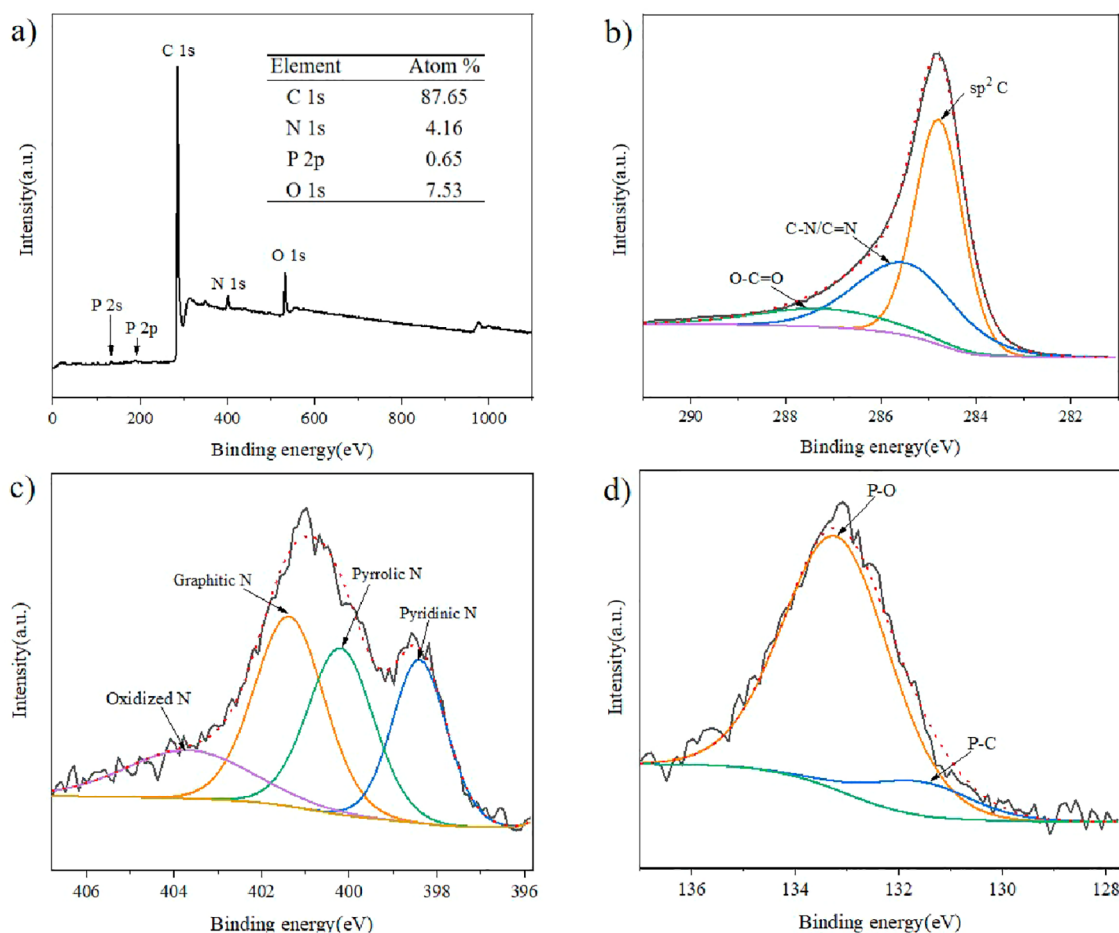 a)
C 1s
Element Atom %
C 1s 87.65
N 1s 4.16
P 2p 0.65
O 1s 7.53
O 1s
N 1s
P 2s
P 2p
Intensity(a.u.)
0 200 400 600 800 1000
Binding energy(eV)
b)
sp² C
C-N/C=N
O-C=O
Intensity(a.u.)
290 288 286 284 282
Binding energy(eV)
c)
Graphitic N
Pyrrolic N
Pyridinic N
Oxidized N
Intensity(a.u.)
406 404 402 400 398 396
Binding energy(eV)
d)
P-O
P-C
Intensity(a.u.)
136 134 132 130 128
Binding energy(eV)